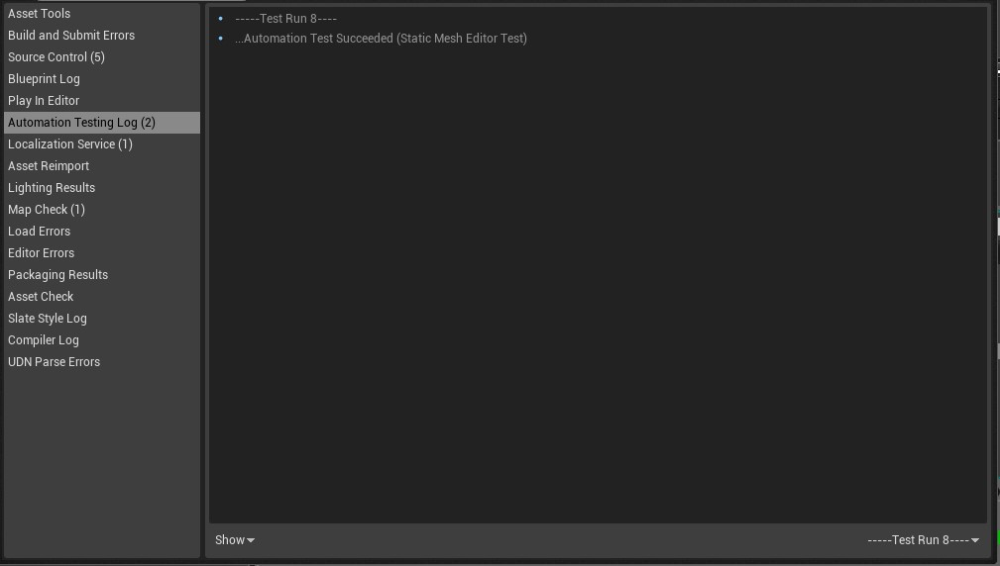 Asset Tools
Build and Submit Errors
Source Control (5)
Blueprint Log
Play In Editor
Automation Testing Log (2)
Localization Service (1)
Asset Reimport
Lighting Results
Map Check (1)
Load Errors
Editor Errors
Packaging Results
Asset Check
Slate Style Log
Compiler Log
UDN Parse Errors
-----Test Run 8----
...Automation Test Succeeded (Static Mesh Editor Test)
Show
-----Test Run 8----